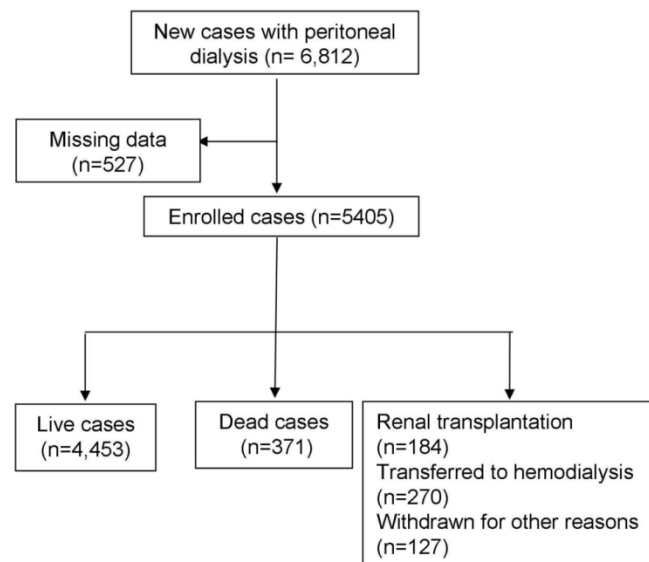 New cases with peritoneal
dialysis (n= 6,812)
Missing data
(n=527)
Enrolled cases (n=5405)
Live cases
(n=4,453)
Dead cases
(n=371)
Renal transplantation
(n=184)
Transferred to hemodialysis
(n=270)
Withdrawn for other reasons
(n=127)